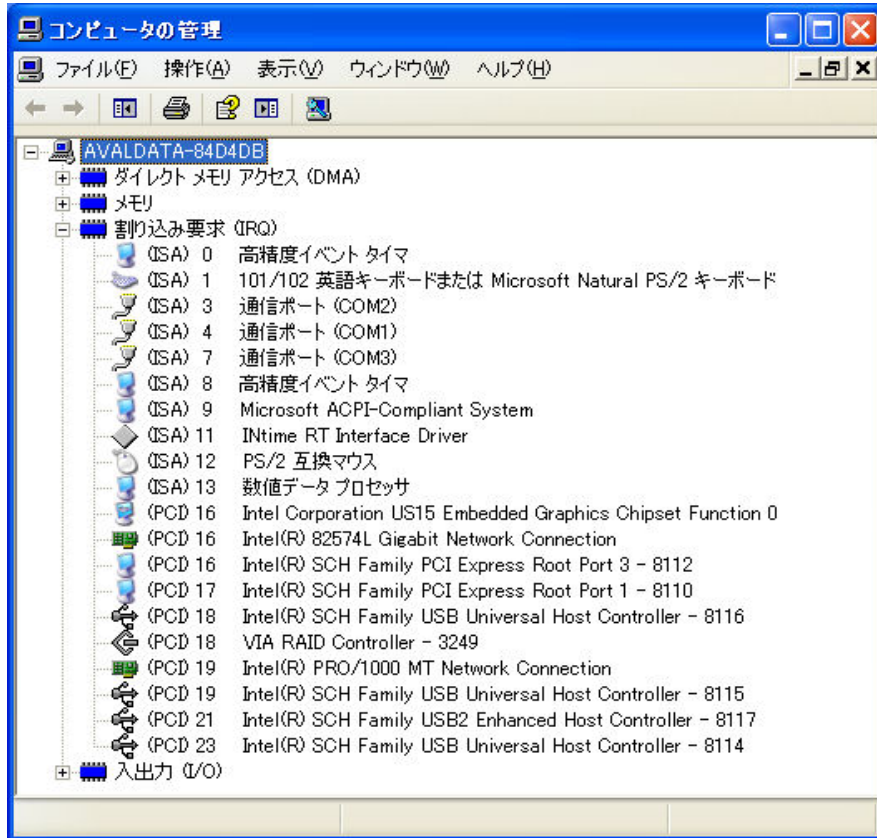 コンピュータの管理
ファイル(F) 操作(A) 表示(V) ウィンドウ(W) ヘルプ(H)
AVALDATA-84D4DB
ダイレクト メモリ アクセス (DMA)
メモリ
割り込み要求 (IRQ)
(ISA) 0 高精度イベント タイマ
(ISA) 1 101/102 英語キーボードまたは Microsoft Natural PS/2 キーボード
(ISA) 3 通信ポート (COM2)
(ISA) 4 通信ポート (COM1)
(ISA) 7 通信ポート (COM3)
(ISA) 8 高精度イベント タイマ
(ISA) 9 Microsoft ACPI-Compliant System
(ISA) 11 INtime RT Interface Driver
(ISA) 12 PS/2 互換マウス
(ISA) 13 数値データ プロセッサ
(PCI) 16 Intel Corporation US15 Embedded Graphics Chipset Function 0
(PCI) 16 Intel(R) 82574L Gigabit Network Connection
(PCI) 16 Intel(R) SCH Family PCI Express Root Port 3 - 8112
(PCI) 17 Intel(R) SCH Family PCI Express Root Port 1 - 8110
(PCI) 18 Intel(R) SCH Family USB Universal Host Controller - 8116
(PCI) 18 VIA RAID Controller - 3249
(PCI) 19 Intel(R) PRO/1000 MT Network Connection
(PCI) 19 Intel(R) SCH Family USB Universal Host Controller - 8115
(PCI) 21 Intel(R) SCH Family USB2 Enhanced Host Controller - 8117
(PCI) 23 Intel(R) SCH Family USB Universal Host Controller - 8114
入出力 (I/O)